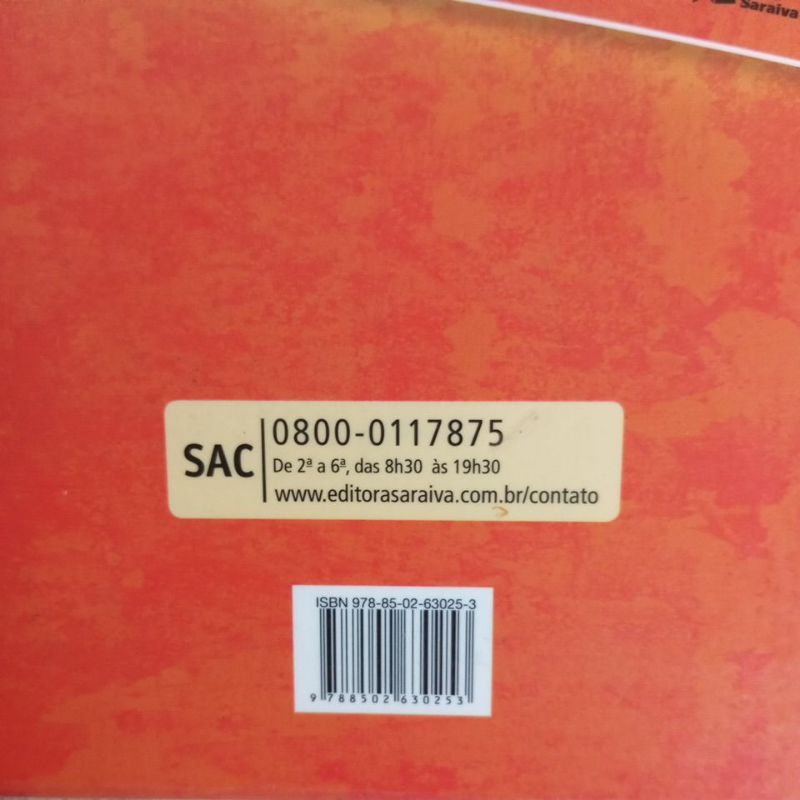 Saraiva
SAC
0800-0117875
De 2ª a 6ª, das 8h30 às 19h30
www.editorasaraiva.com.br/contato
ISBN 978-85-02-63025-3
9 788502 630253